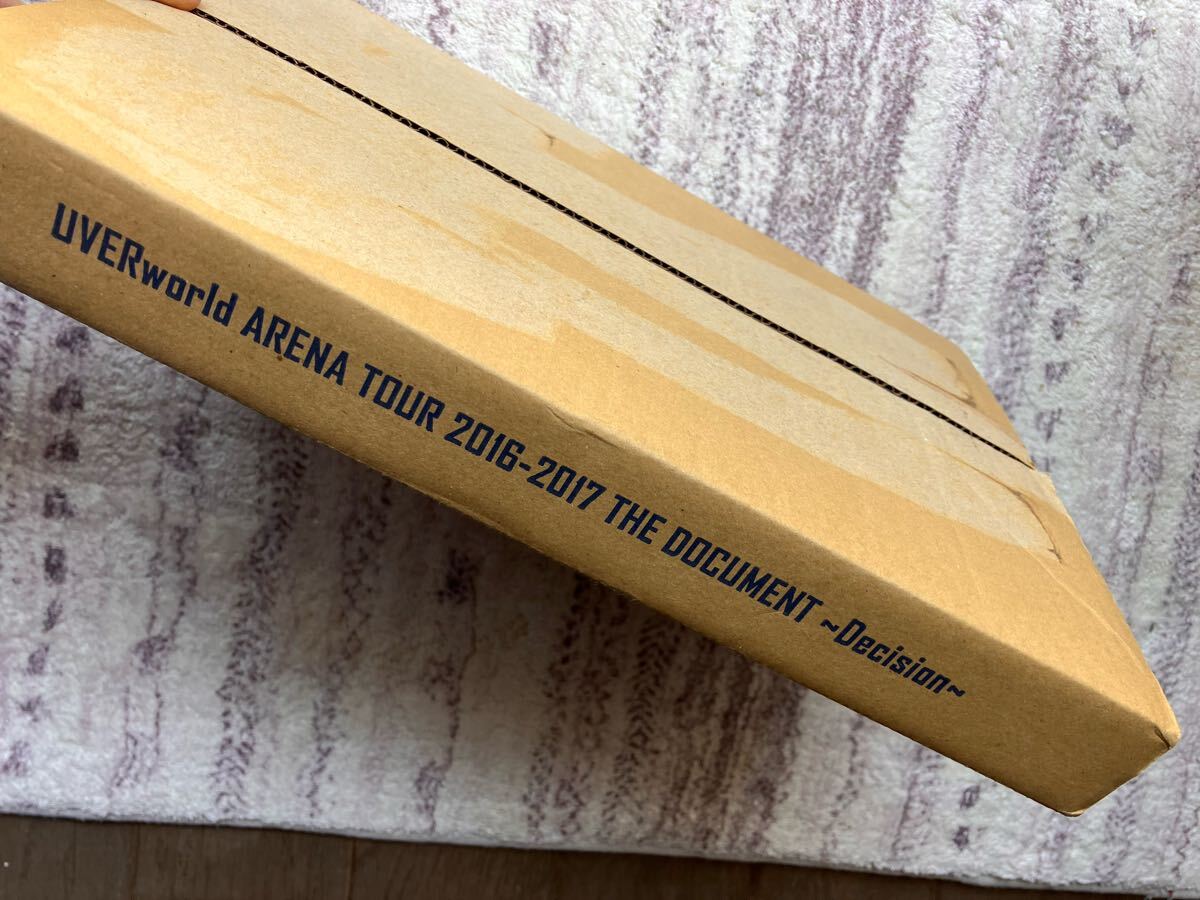 UVERworld ARENA TOUR 2016-2017 THE DOCUMENT ~Decision~